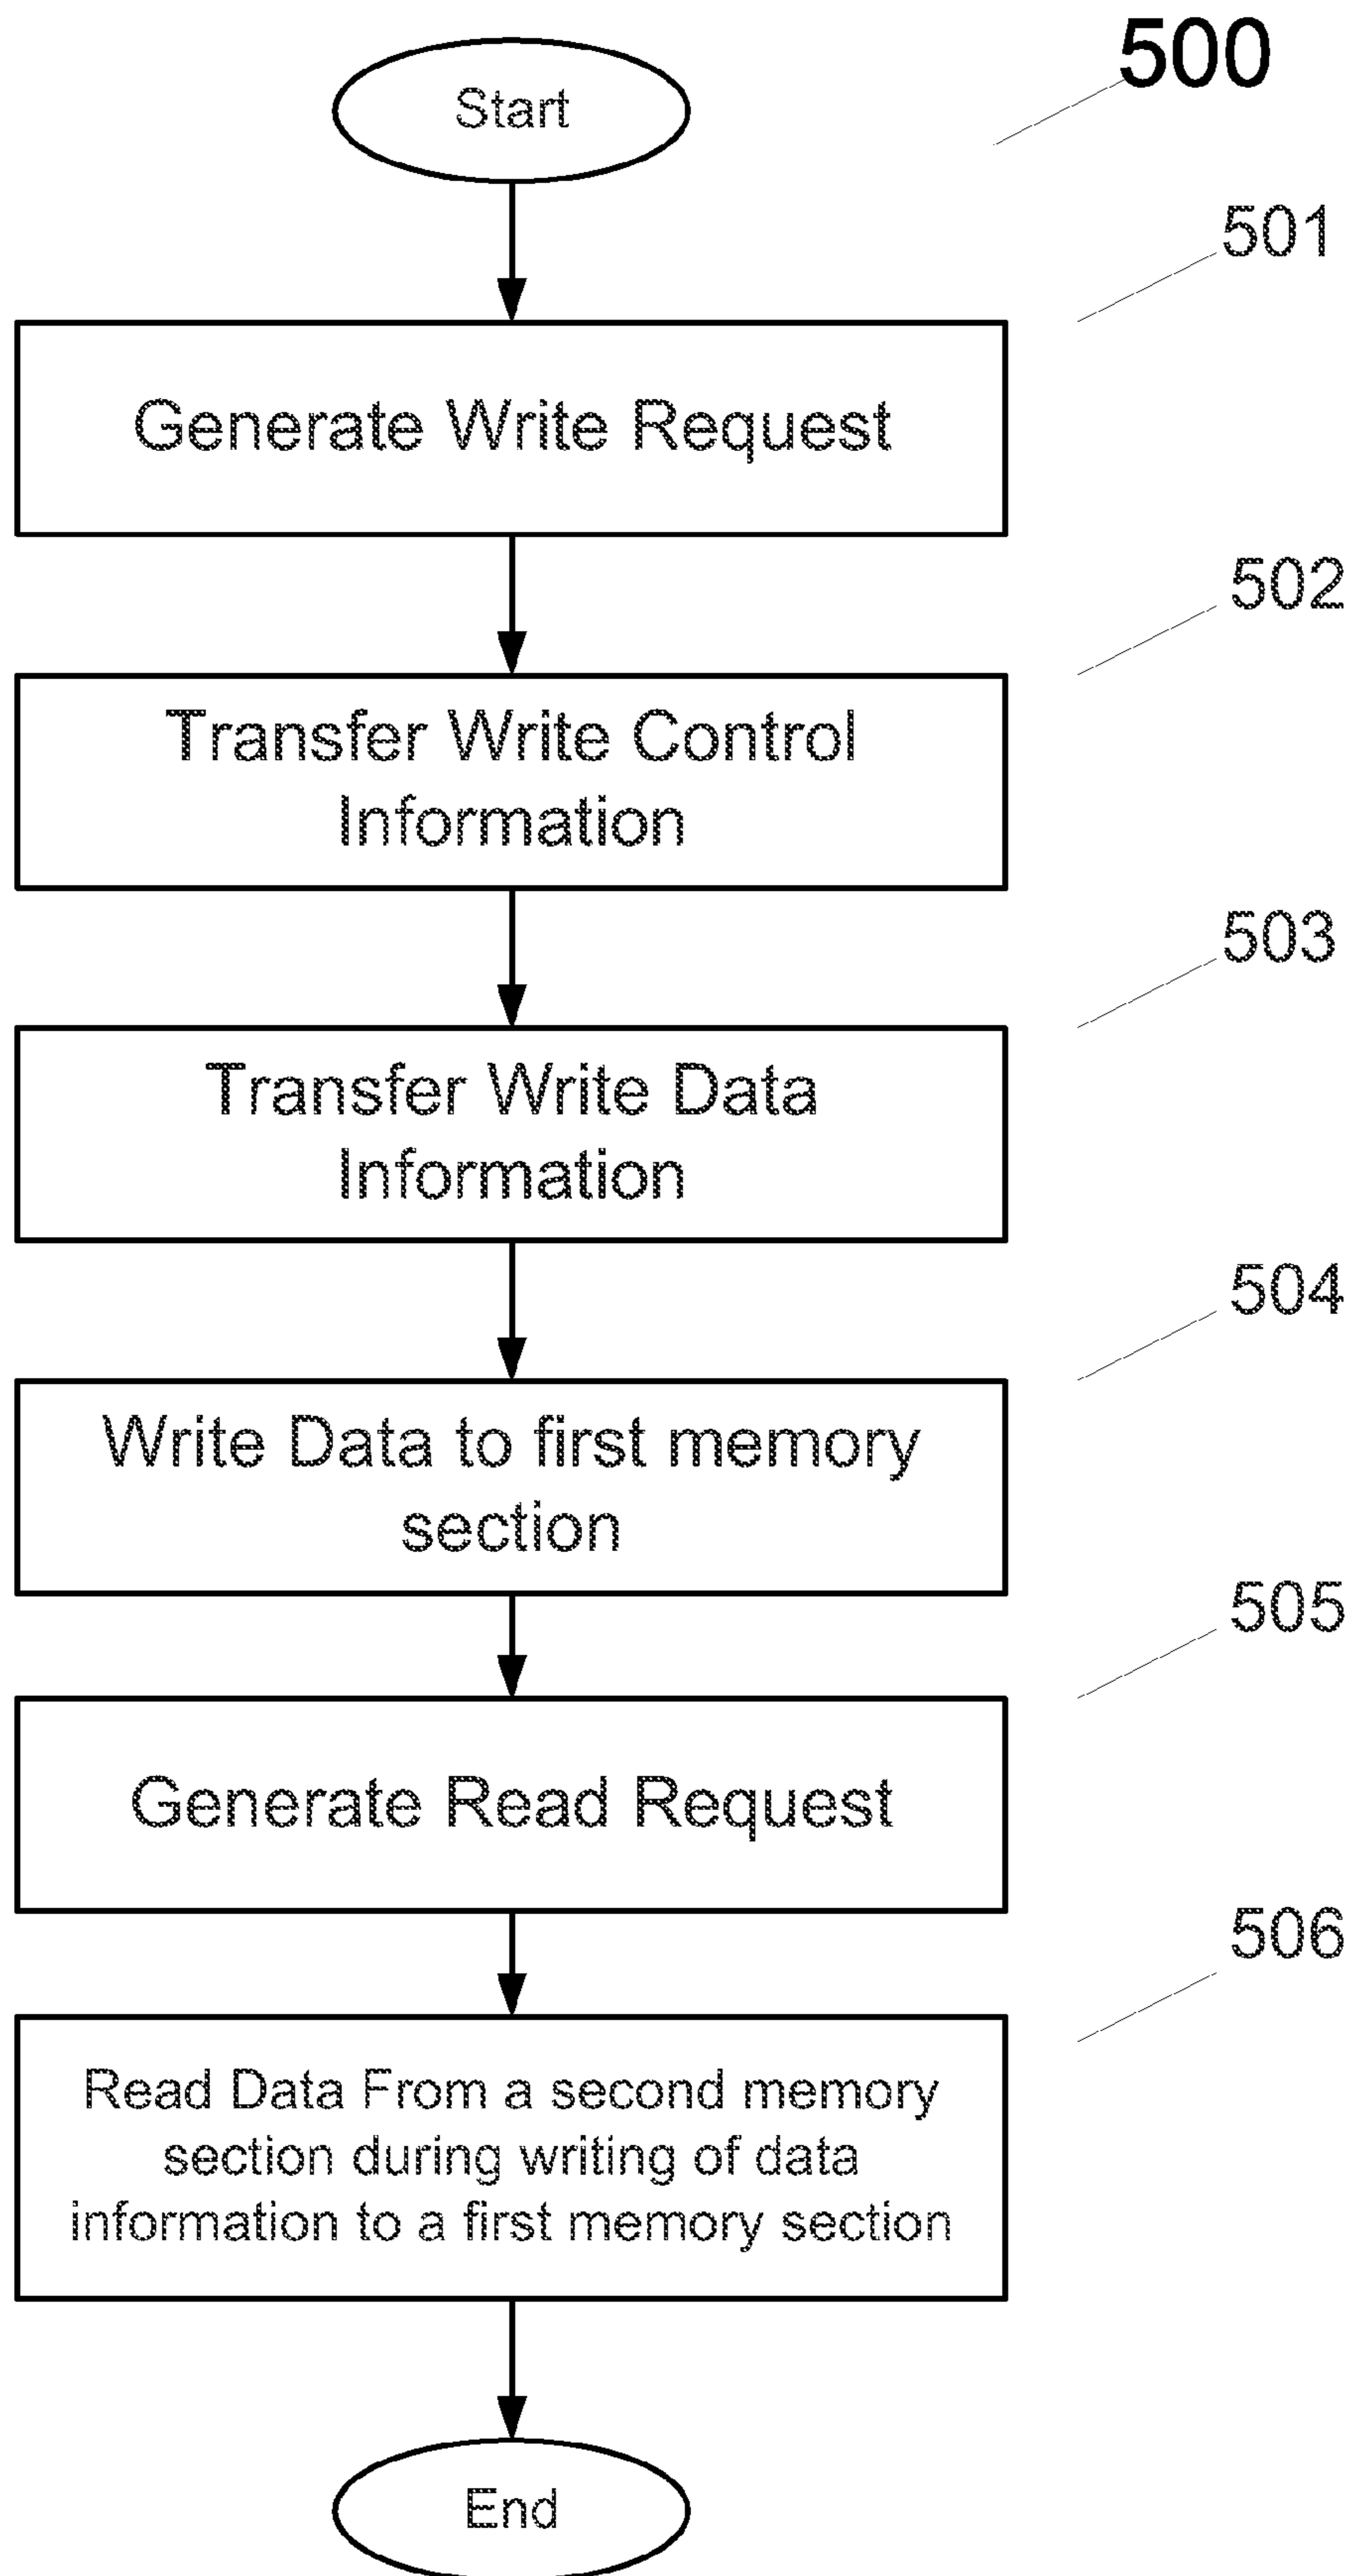 500
Start
501
Generate Write Request
502
Transfer Write Control
Information
503
Transfer Write Data
Information
504
Write Data to first memory
section
505
Generate Read Request
506
Read Data From a second memory
section during writing of data
information to a first memory section
End